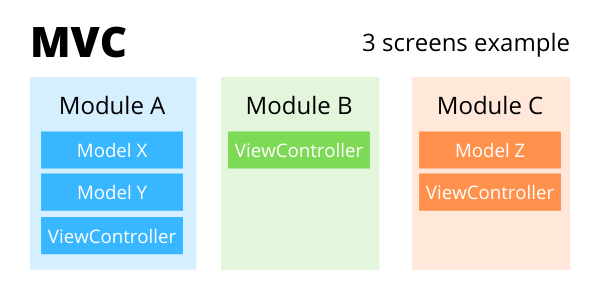 MVC
3 screens example
Module A
Model X
Model Y
ViewController
Module B
ViewController
Module C
Model Z
ViewController